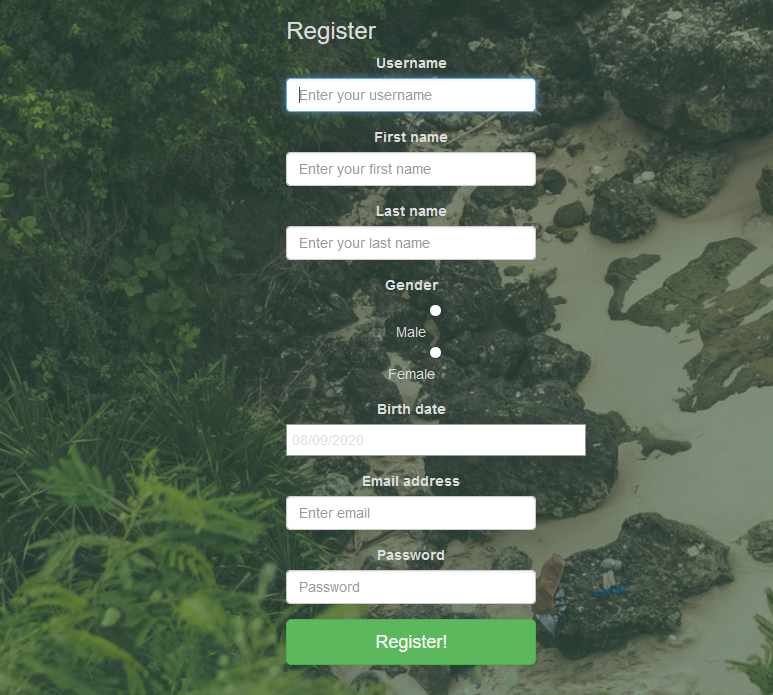 Register
Username
Enter your username
First name
Enter your first name
Last name
Enter your last name
Gender
Male
Female
Birth date
08/09/2020
Email address
Enter email
Password
Password
Register!